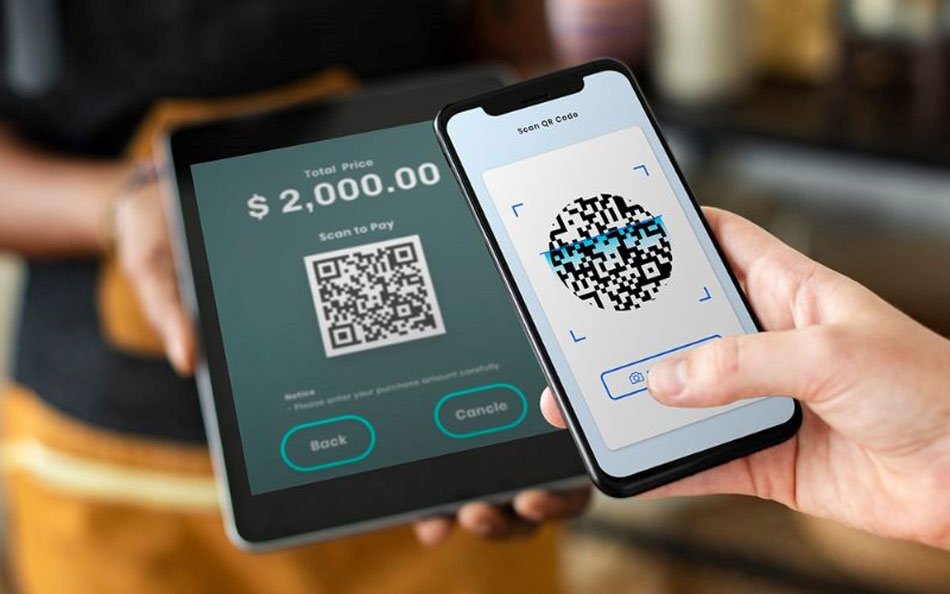 Total Price
$ 2,000.00
Scan to Pay
Notice
- Please enter your purchase amount carefully.
Back
Cancle
Scan QR Code